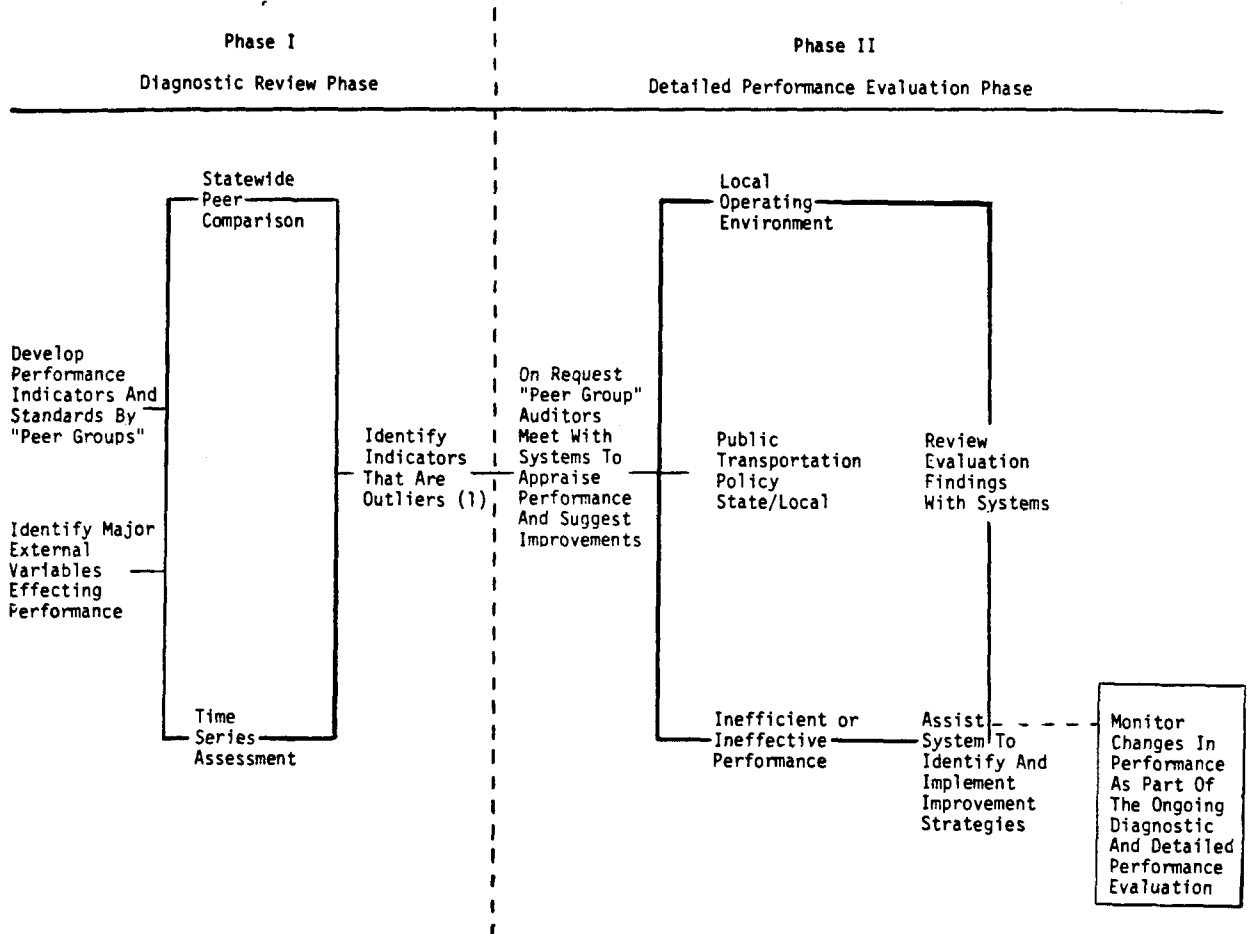 Phase I
Diagnostic Review Phase
Phase II
Detailed Performance Evaluation Phase
Statewide
Peer
Comparison
Develop
Performance
Indicators And
Standards By
"Peer Groups"
Identify Major
External
Variables
Effecting
Performance
Time
Series
Assessment
Identify
Indicators
That Are
Outliers (1)
On Request
"Peer Group"
Auditors
Meet With
Systems To
Appraise
Performance
And Suggest
Improvements
Local
Operating
Environment
Public
Transportation
Policy
State/Local
Inefficient or
Ineffective
Performance
Review
Evaluation
Findings
With Systems
Assist
System To
Identify And
Implement
Improvement
Strategies
Monitor
Changes In
Performance
As Part Of
The Ongoing
Diagnostic
And Detailed
Performance
Evaluation